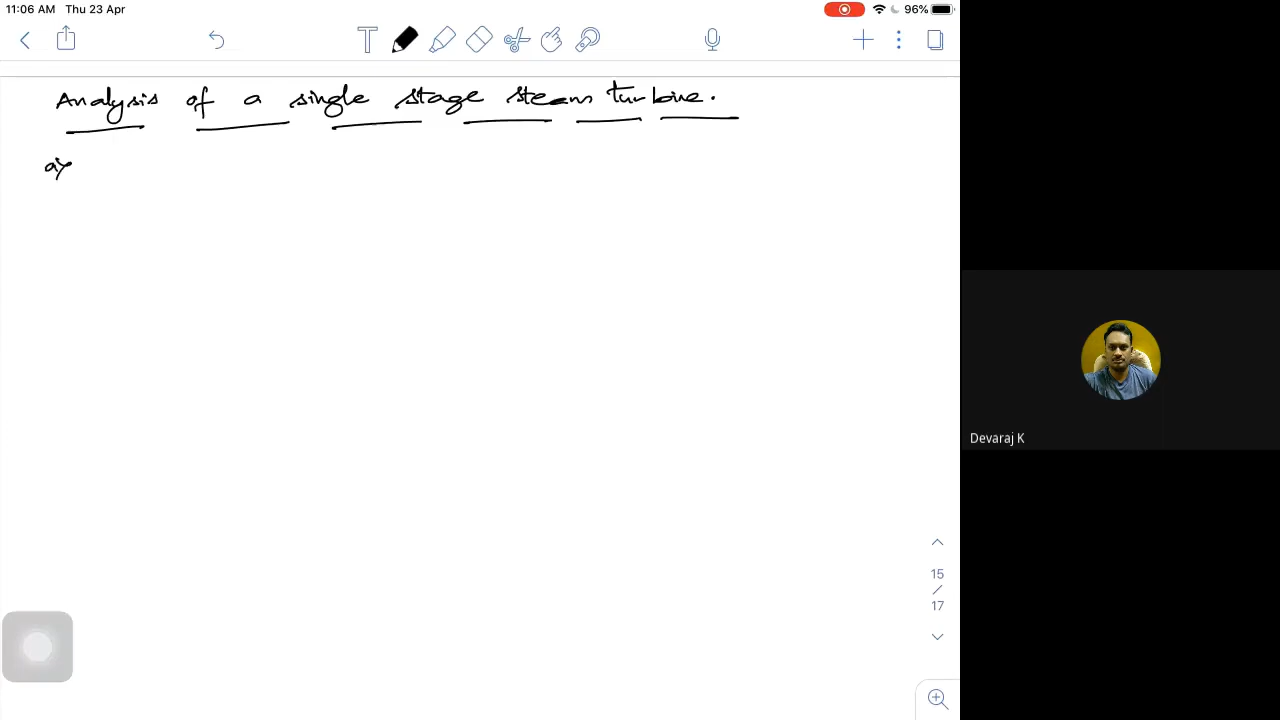 11:06 AM Thu 23 Apr
96%
Analysis of a single stage steam turbine.
a)
15
/
17
Devaraj K